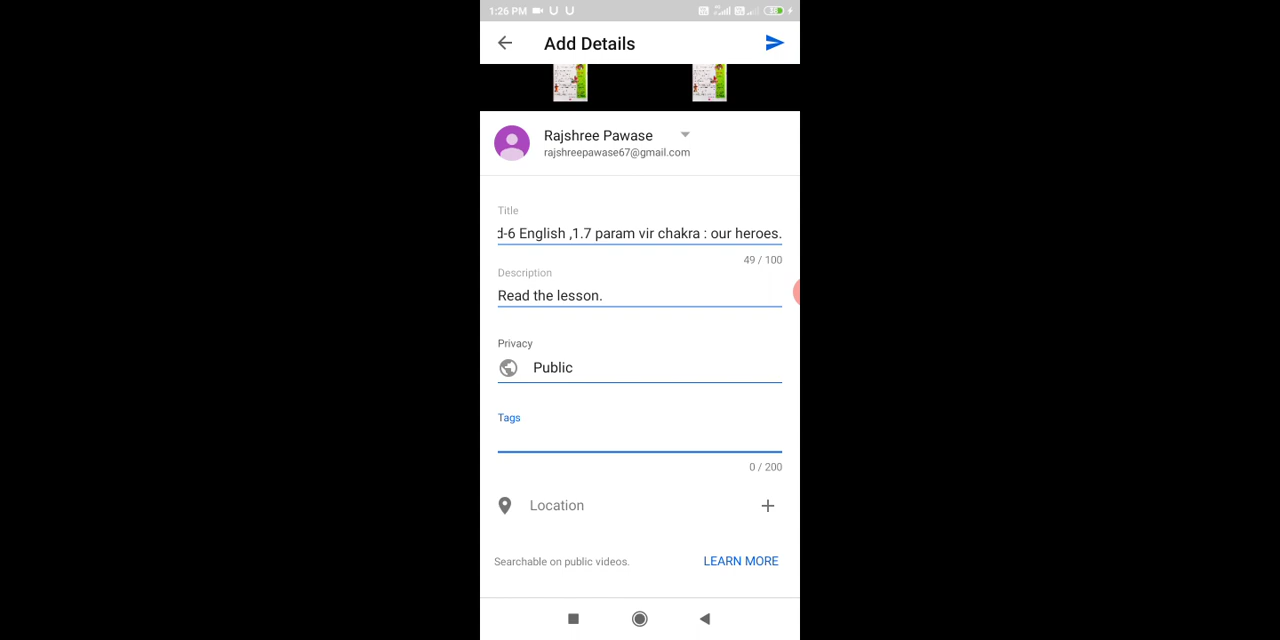 1:26 PM
Add Details
Rajshree Pawase
rajshreepawase67@gmail.com
Title
d-6 English ,1.7 param vir chakra : our heroes.
49 / 100
Description
Read the lesson.
Privacy
Public
Tags
0 / 200
Location
Searchable on public videos.
LEARN MORE